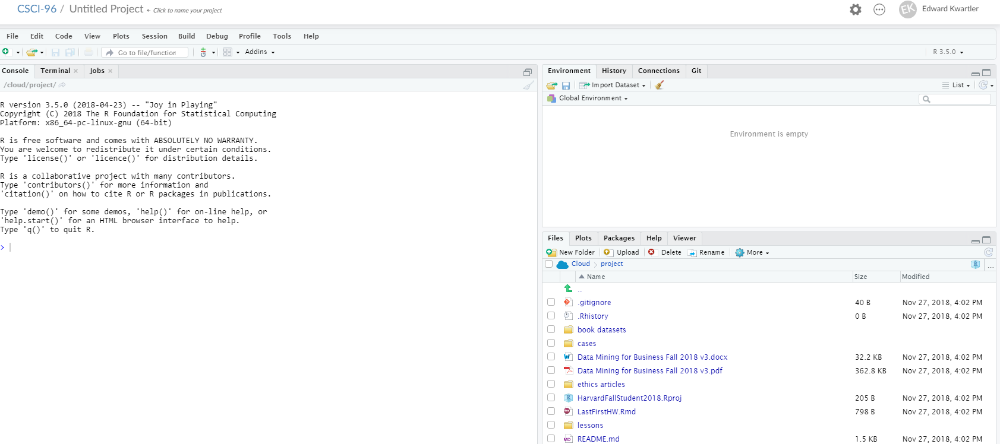 CSCI-96 / Untitled Project ← Click to name your project
EK Edward Kwartler
File Edit Code View Plots Session Build Debug Profile Tools Help
Go to file/function Addins R 3.5.0
Console Terminal Jobs
/cloud/project/
R version 3.5.0 (2018-04-23) -- "Joy in Playing"
Copyright (C) 2018 The R Foundation for Statistical Computing
Platform: x86_64-pc-linux-gnu (64-bit)
R is free software and comes with ABSOLUTELY NO WARRANTY.
You are welcome to redistribute it under certain conditions.
Type 'license()' or 'licence()' for distribution details.
R is a collaborative project with many contributors.
Type 'contributors()' for more information and
'citation()' on how to cite R or R packages in publications.
Type 'demo()' for some demos, 'help()' for on-line help, or
'help.start()' for an HTML browser interface to help.
Type 'q()' to quit R.
>
Environment History Connections Git
Import Dataset List
Global Environment
Environment is empty
Files Plots Packages Help Viewer
New Folder Upload Delete Rename More
Cloud project ...
Name Size Modified
..
.gitignore 40 B Nov 27, 2018, 4:02 PM
.Rhistory 0 B Nov 27, 2018, 4:02 PM
book datasets
cases
Data Mining for Business Fall 2018 v3.docx 32.2 KB Nov 27, 2018, 4:02 PM
Data Mining for Business Fall 2018 v3.pdf 362.8 KB Nov 27, 2018, 4:02 PM
ethics articles
HarvardFallStudent2018.Rproj 205 B Nov 27, 2018, 4:02 PM
LastFirstHW.Rmd 798 B Nov 27, 2018, 4:02 PM
lessons
README.md 1.5 KB Nov 27, 2018, 4:02 PM